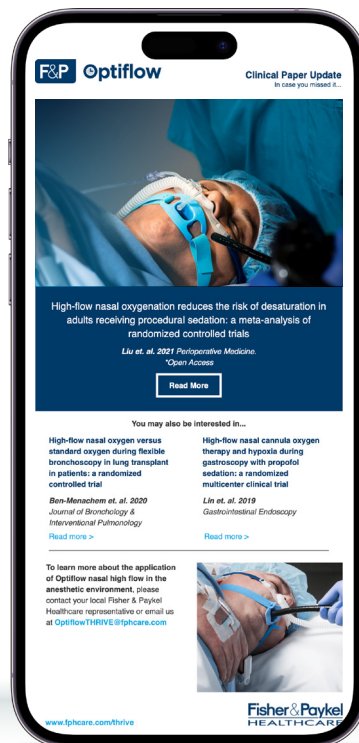 F&P Optiflow
Clinical Paper Update
In case you missed it...
High-flow nasal oxygenation reduces the risk of desaturation in
adults receiving procedural sedation: a meta-analysis of
randomized controlled trials
Liu et. al. 2021 Perioperative Medicine.
*Open Access
Read More
You may also be interested in...
High-flow nasal oxygen versus
standard oxygen during flexible
bronchoscopy in lung transplant
in patients: a randomized
controlled trial
Ben-Menachem et. al. 2020
Journal of Bronchology &
Interventional Pulmonology
Read more >
High-flow nasal cannula oxygen
therapy and hypoxia during
gastroscopy with propofol
sedation: a randomized
multicenter clinical trial
Lin et. al. 2019
Gastrointestinal Endoscopy
Read more >
To learn more about the application
of Optiflow nasal high flow in the
anesthetic environment, please
contact your local Fisher & Paykel
Healthcare representative or email us
at OptiflowTHRIVE@fphcare.com
www.fphcare.com/thrive
Fisher & Paykel
HEALTHCARE